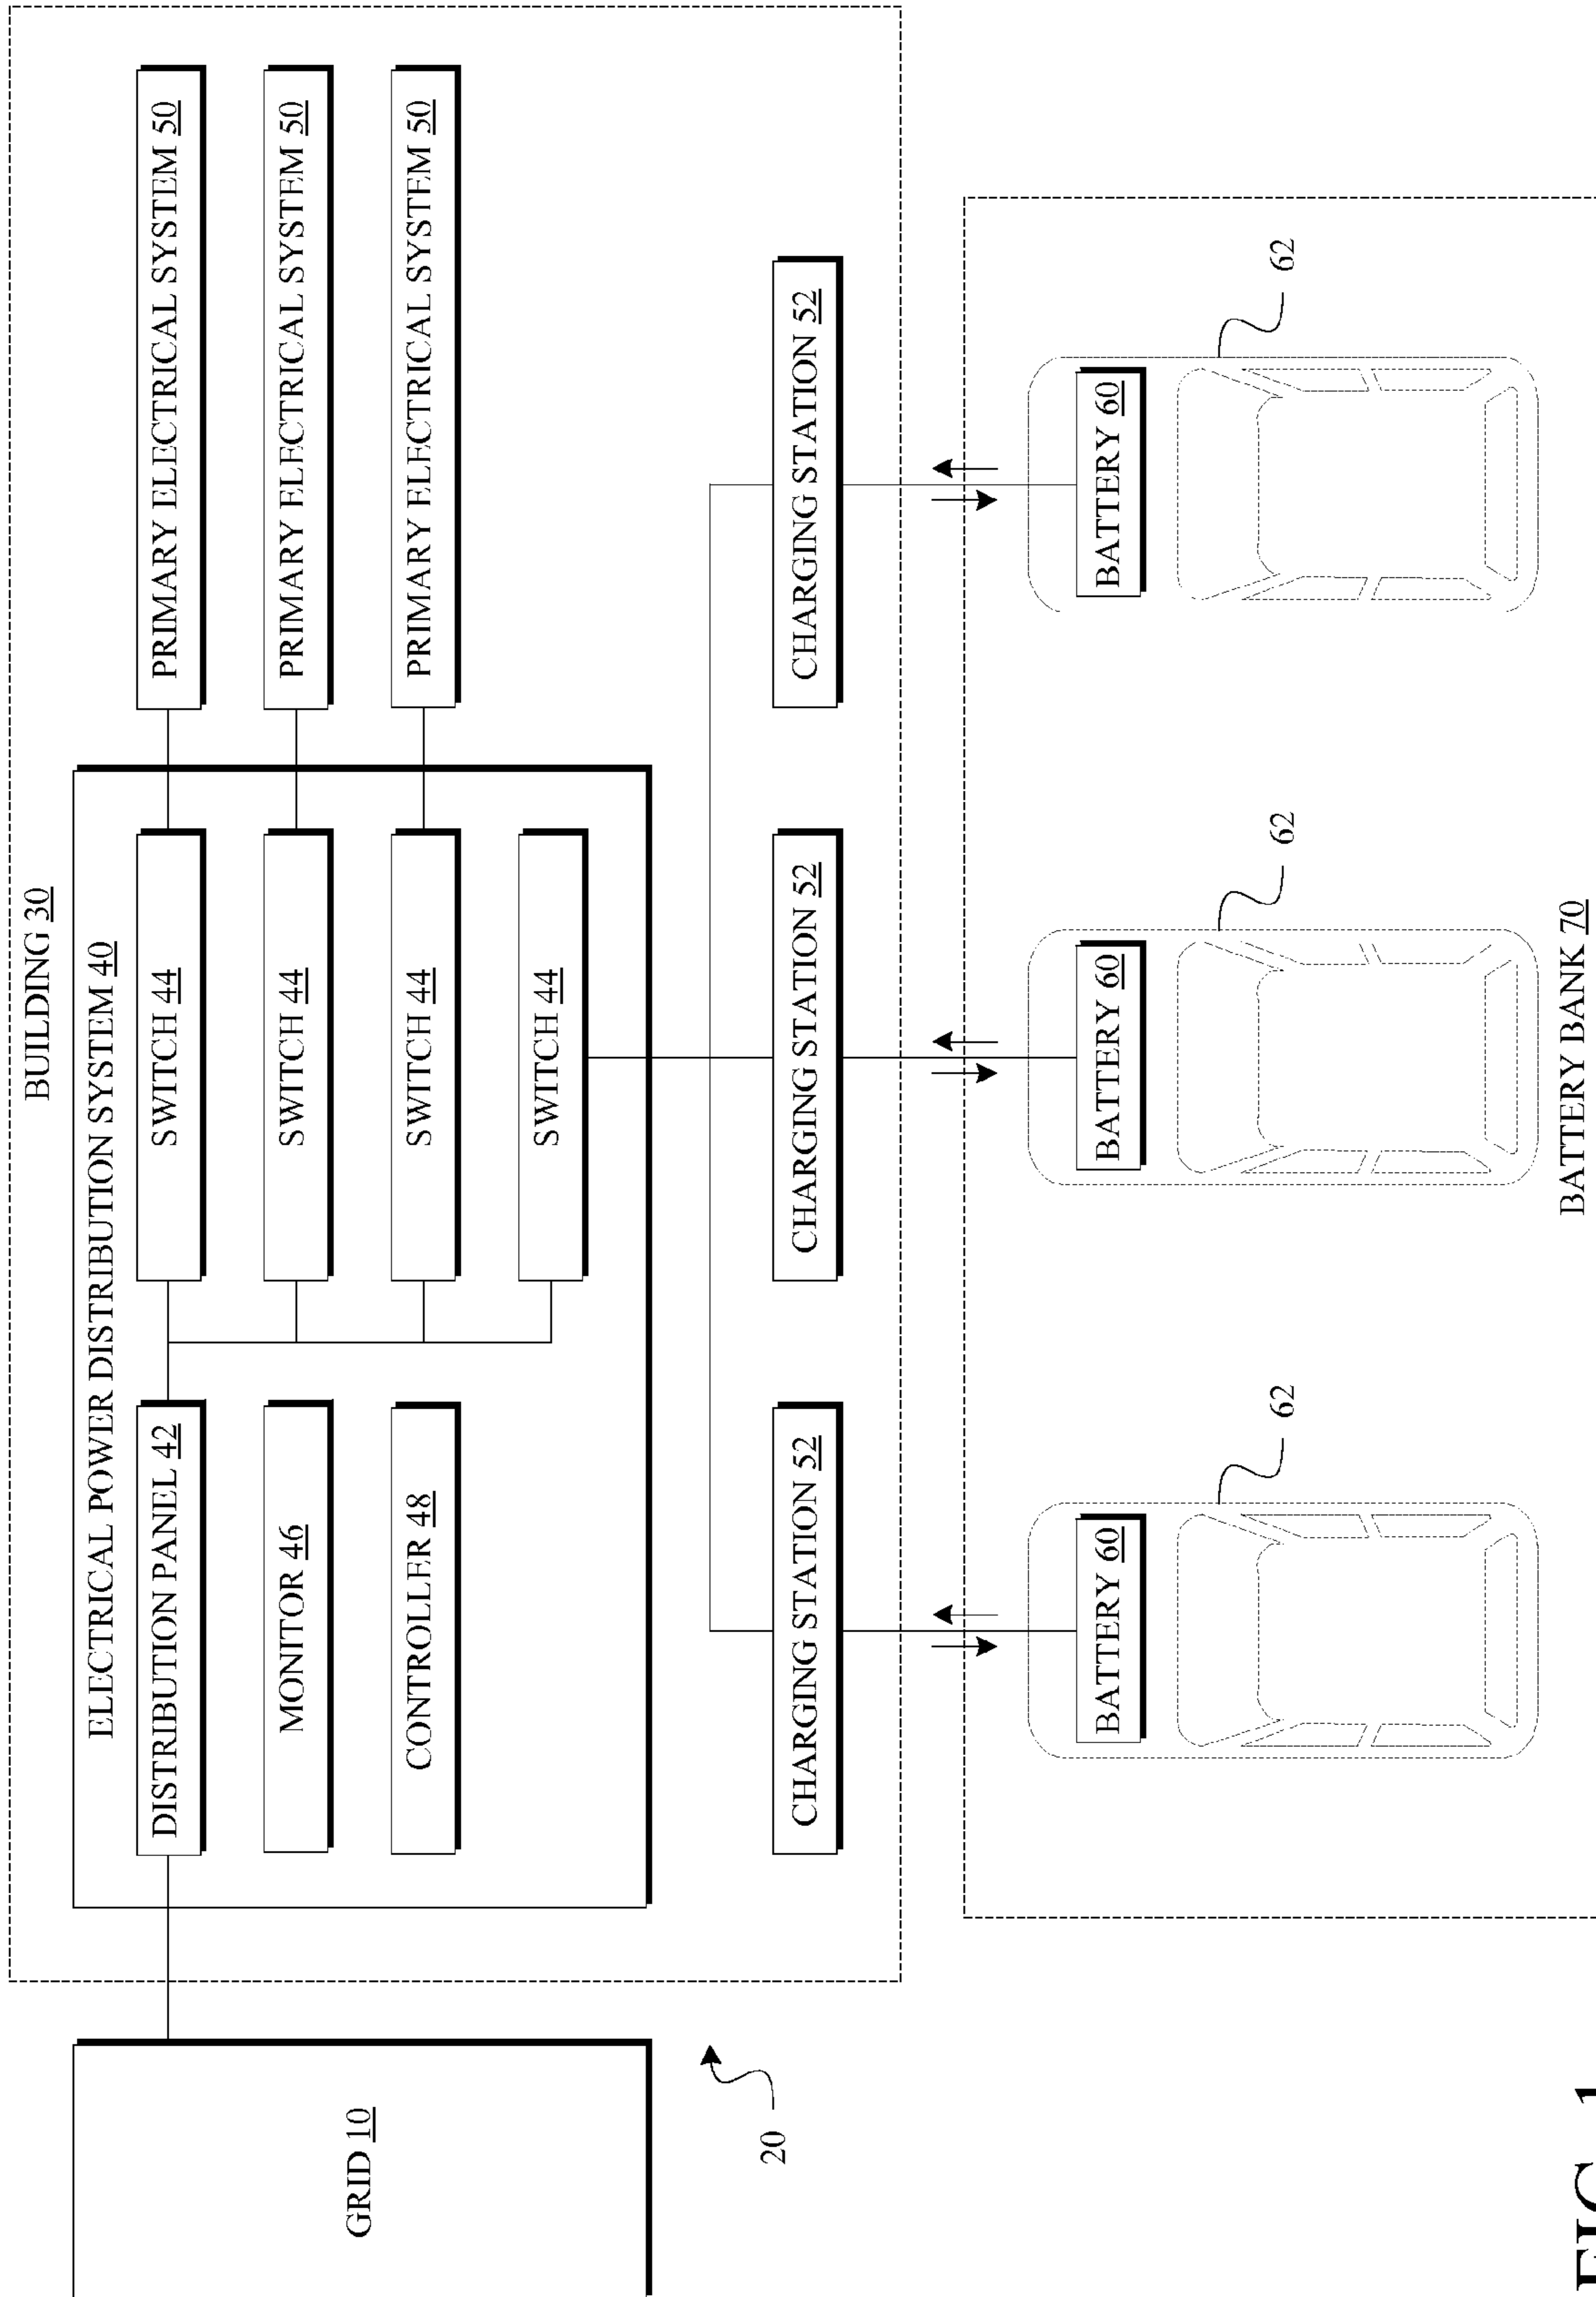 BUILDING 30
ELECTRICAL POWER DISTRIBUTION SYSTEM 40
GRID 10
DISTRIBUTION PANEL 42
SWITCH 44
PRIMARY ELECTRICAL SYSTEM 50
MONITOR 46
SWITCH 44
PRIMARY ELECTRICAL SYSTEM 50
CONTROLLER 48
SWITCH 44
PRIMARY ELECTRICAL SYSTEM 50
SWITCH 44
20
CHARGING STATION 52
CHARGING STATION 52
CHARGING STATION 52
BATTERY 60
BATTERY 60
BATTERY 60
62
62
62
BATTERY BANK 70
FIG. 1